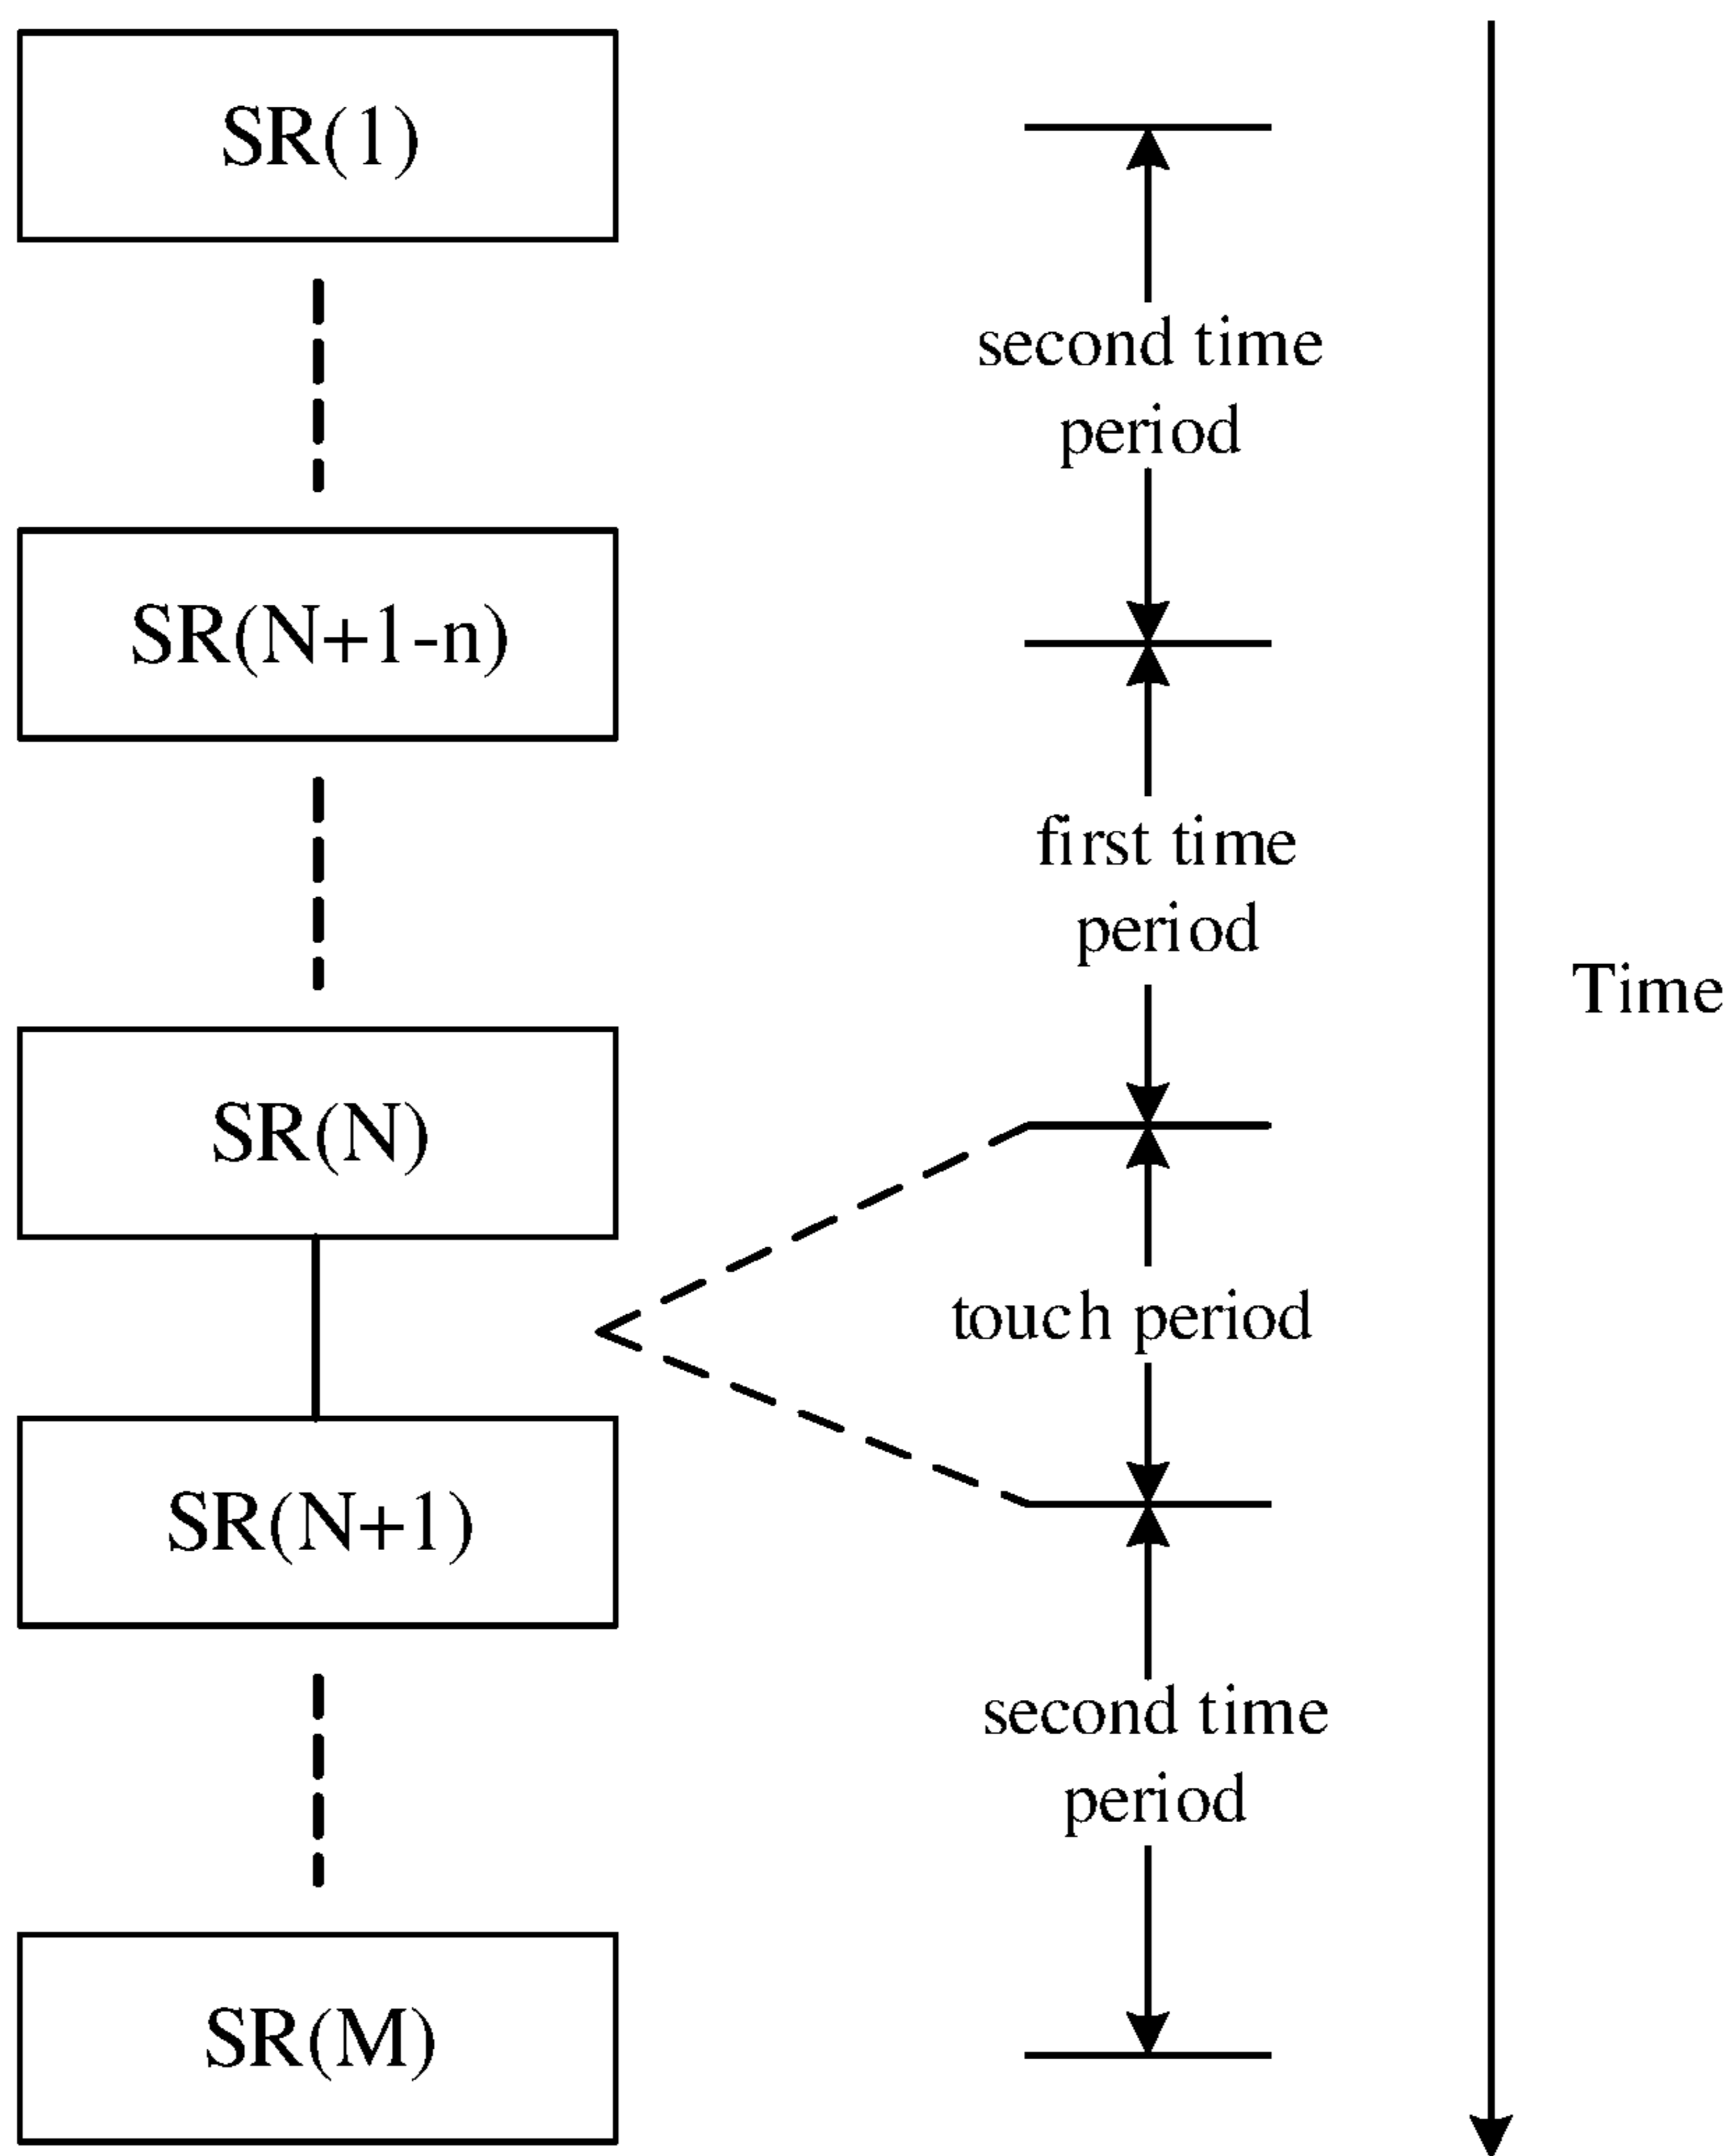 SR(1)
second time
period
SR(N+1-n)
first time
period
Time
SR(N)
touch period
SR(N+1)
second time
period
SR(M)